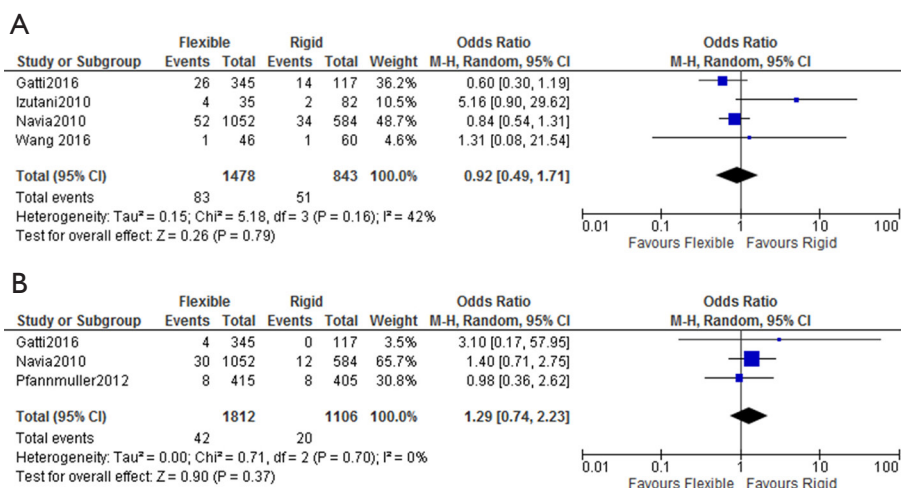 A
Flexible Rigid Odds Ratio Odds Ratio
Study or Subgroup Events Total Events Total Weight M-H, Random, 95% CI M-H, Random, 95% CI
Gatti2016 26 345 14 117 36.2% 0.60 [0.30, 1.19]
Izutani2010 4 35 2 82 10.5% 5.16 [0.90, 29.62]
Navia2010 52 1052 34 584 48.7% 0.84 [0.54, 1.31]
Wang 2016 1 46 1 60 4.6% 1.31 [0.08, 21.54]
Total (95% CI) 1478 843 100.0% 0.92 [0.49, 1.71]
Total events 83 51
Heterogeneity: Tau² = 0.15; Chi² = 5.18, df = 3 (P = 0.16); I² = 42%
Test for overall effect: Z = 0.26 (P = 0.79)
0.01 0.1 1 10 100
Favours Flexible Favours Rigid
B
Flexible Rigid Odds Ratio Odds Ratio
Study or Subgroup Events Total Events Total Weight M-H, Random, 95% CI M-H, Random, 95% CI
Gatti2016 4 345 0 117 3.5% 3.10 [0.17, 57.95]
Navia2010 30 1052 12 584 65.7% 1.40 [0.71, 2.75]
Pfannmuller2012 8 415 8 405 30.8% 0.98 [0.36, 2.62]
Total (95% CI) 1812 1106 100.0% 1.29 [0.74, 2.23]
Total events 42 20
Heterogeneity: Tau² = 0.00; Chi² = 0.71, df = 2 (P = 0.70); I² = 0%
Test for overall effect: Z = 0.90 (P = 0.37)
0.01 0.1 1 10 100
Favours Flexible Favours Rigid